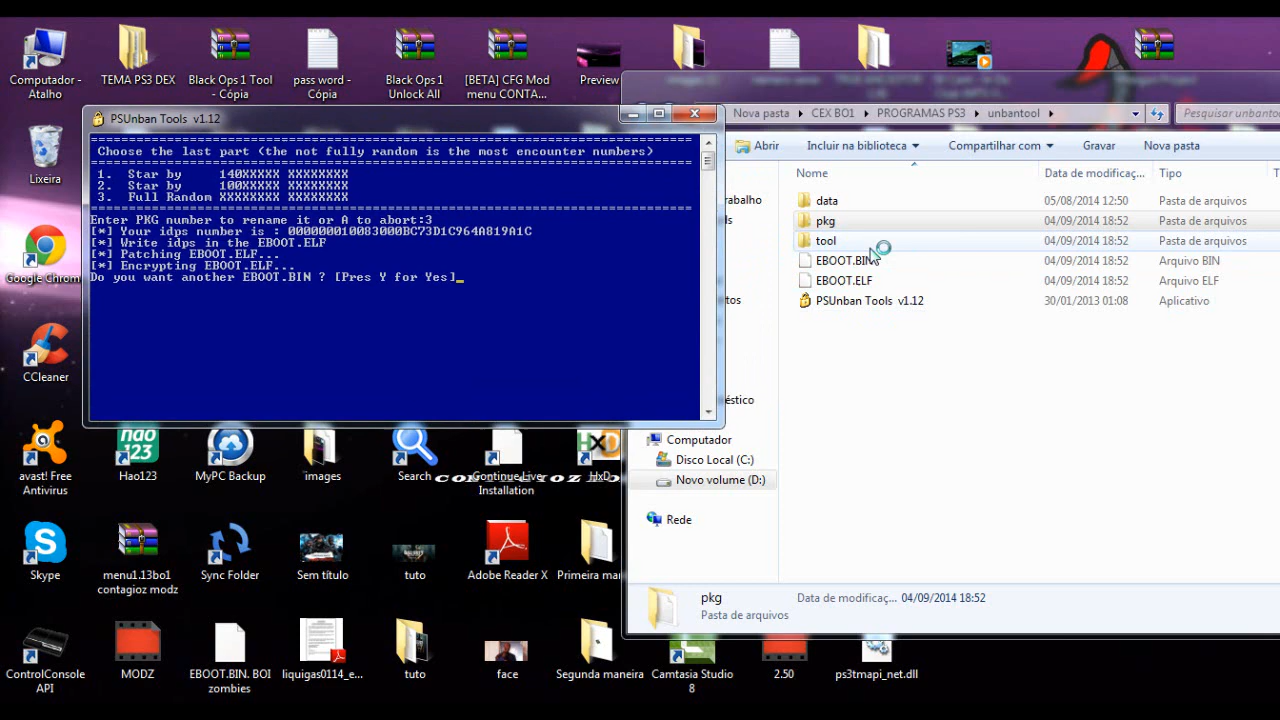 Computador -
Atalho
TEMA PS3 DEX
Black Ops 1 Tool
- Cópia
pass word -
Cópia
Black Ops 1
Unlock All
[BETA] CFG Mod
menu CONTA...
Preview
PSUnban Tools v1.12
Choose the last part (the not fully random is the most encounter numbers)
1. Star by 140XXXXX XXXXXXXX
2. Star by 100XXXXX XXXXXXXX
3. Full Random XXXXXXXX XXXXXXXX
Enter PKG number to rename it or A to abort:3
[*] Your idps number is : 000000010083000BC73D1C964A819A1C
[*] Write idps in the EBOOT.ELF
[*] Patching EBOOT.ELF...
[*] Encrypting EBOOT.ELF...
Do you want another EBOOT.BIN ? [Pres Y for Yes]_
Nova pasta
CEX BO1
PROGRAMAS PS3
unbantool
Pesquisar unbantool
Abrir
Incluir na biblioteca
Compartilhar com
Gravar
Nova pasta
Nome
Data de modificaç...
Tipo
data
05/08/2014 12:50
Pasta de arquivos
pkg
04/09/2014 18:52
Pasta de arquivos
tool
04/09/2014 18:52
Pasta de arquivos
EBOOT.BIN
04/09/2014 18:52
Arquivo BIN
EBOOT.ELF
04/09/2014 18:52
Arquivo ELF
PSUnban Tools v1.12
30/01/2013 01:08
Aplicativo
Computador
Disco Local (C:)
Novo volume (D:)
Rede
pkg
Data de modificaç... 04/09/2014 18:52
Pasta de arquivos
Lixeira
Google Chrom
CCleaner
avast! Free
Antivirus
Hao123
MyPC Backup
images
Search
Continue Live
Installation
HxD
Skype
menu1.13bo1
contagioz modz
Sync Folder
Sem título
tuto
Adobe Reader X
Primeira ma
ControlConsole
API
MODZ
EBOOT.BIN. BOI
zombies
liquigas0114_e...
tuto
face
Segunda maneira
Camtasia Studio
8
2.50
ps3tmapi_net.dll